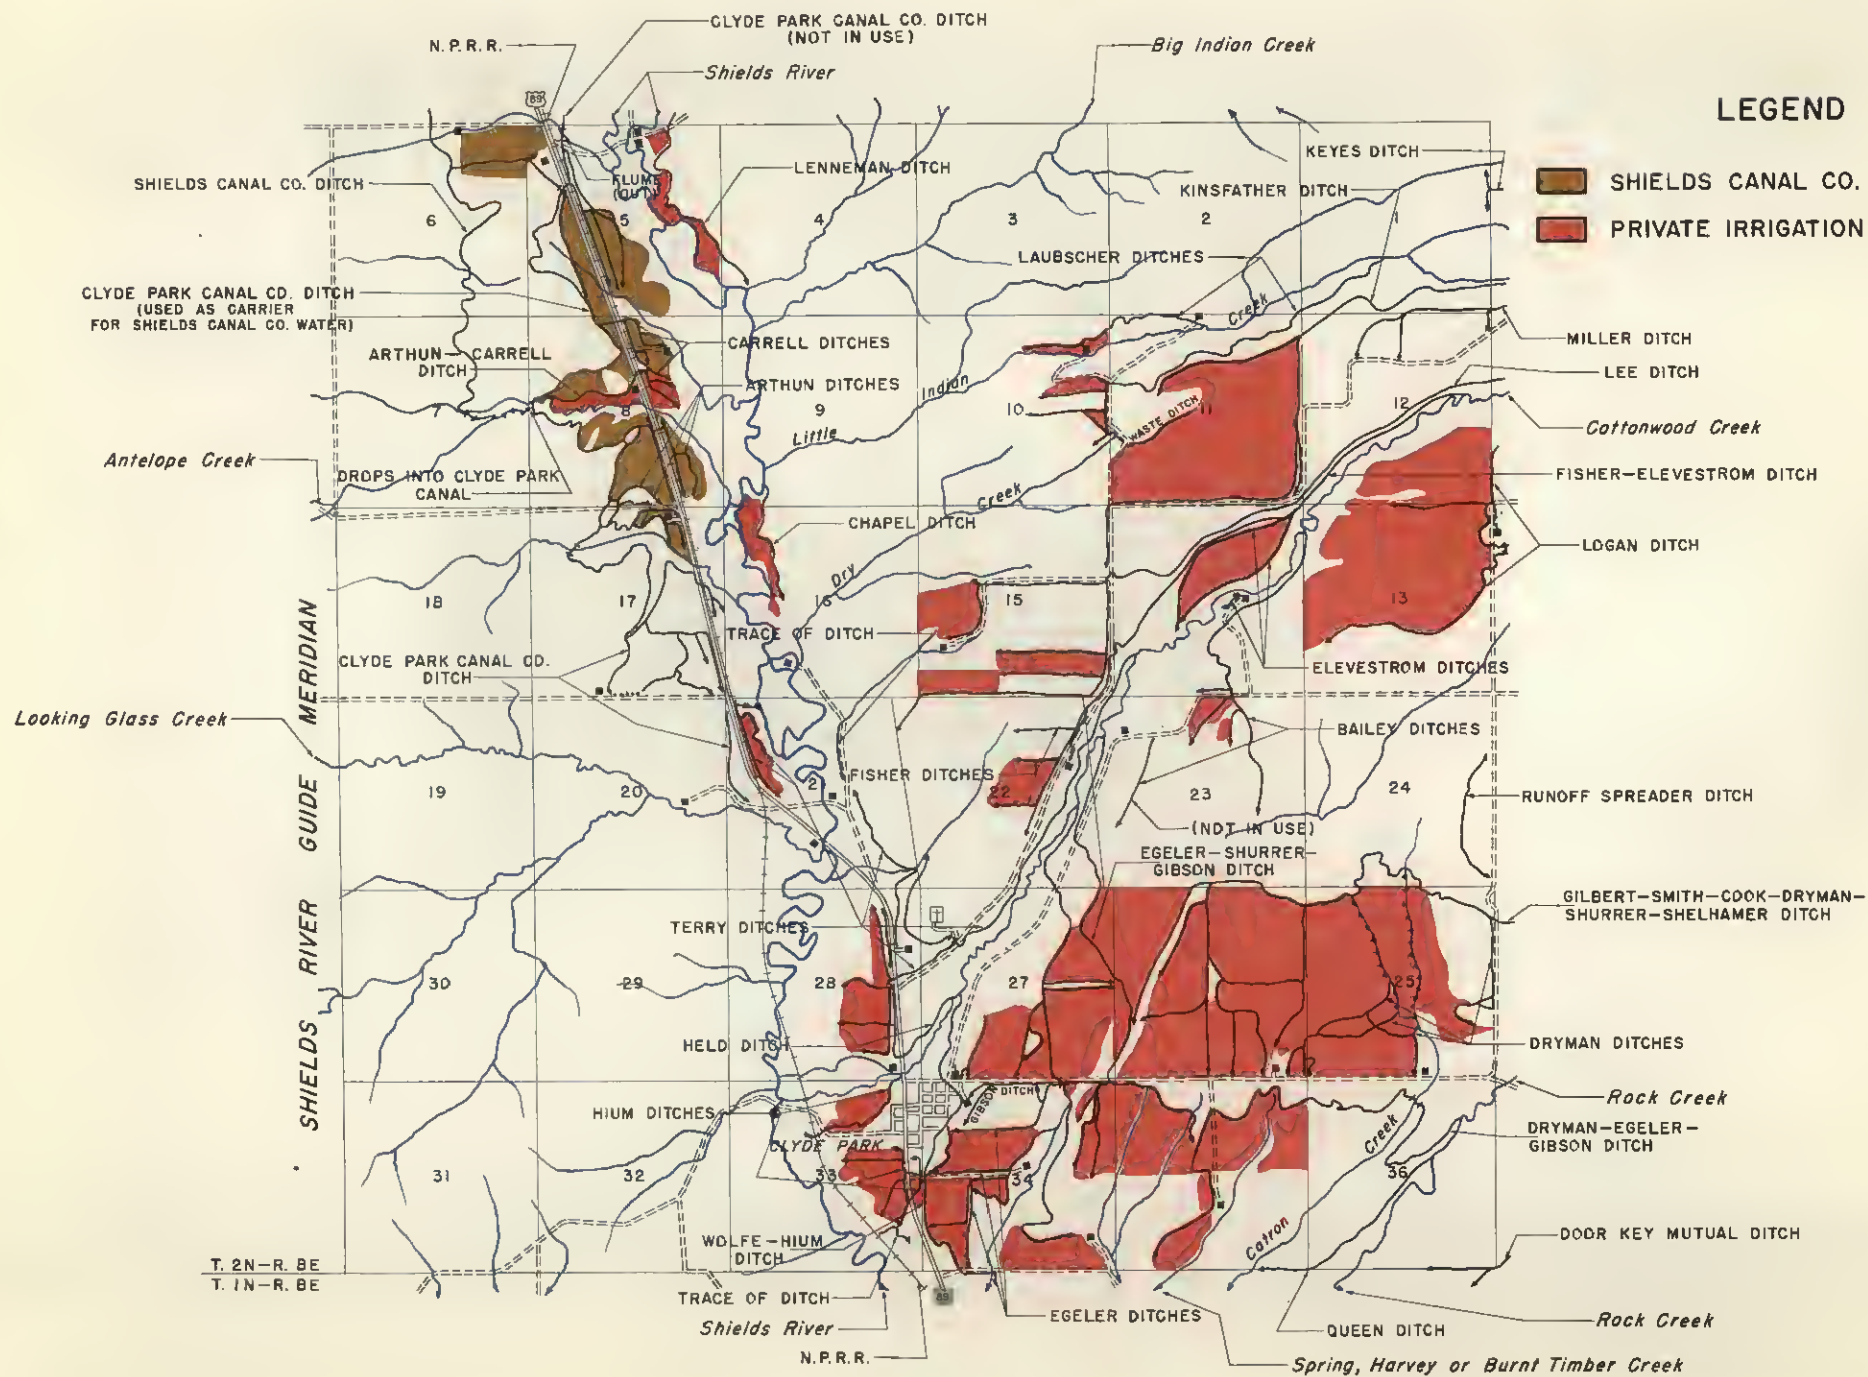 CLYDE PARK CANAL CO. DITCH
(NOT IN USE)
N.P.R.R.
Big Indian Creek
Shields River
LEGEND
89
KEYES DITCH
LENNEMAN DITCH
SHIELDS CANAL CO. DITCH
FLUME
(OUT)
KINSFATHER DITCH
SHIELDS CANAL CO.
6
5
4
3
2
1
PRIVATE IRRIGATION
LAUBSCHER DITCHES
CLYDE PARK CANAL CO. DITCH
(USED AS CARRIER
FOR SHIELDS CANAL CO. WATER)
Creek
CARRELL DITCHES
MILLER DITCH
ARTHUN-CARRELL
DITCH
LEE DITCH
ARTHUN DITCHES
Indian
7
8
9
10
11
12
WASTE DITCH
Little
Cottonwood Creek
Antelope Creek
DROPS INTO CLYDE PARK
CANAL
FISHER-ELEVESTROM DITCH
Creek
CHAPEL DITCH
LOGAN DITCH
Dry
18
17
16
15
13
TRACE OF DITCH
CLYDE PARK CANAL CO.
DITCH
ELEVESTROM DITCHES
Looking Glass Creek
BAILEY DITCHES
FISHER DITCHES
19
20
2
22
23
24
RUNOFF SPREADER DITCH
(NOT IN USE)
EGELER-SHURRER-
GIBSON DITCH
SHIELDS RIVER GUIDE MERIDIAN
GILBERT-SMITH-COOK-DRYMAN-
SHURRER-SHELHAMER DITCH
TERRY DITCHES
30
29
28
27
25
HELD DITCH
DRYMAN DITCHES
GIBSON DITCH
Rock Creek
HIUM DITCHES
DRYMAN-EGELER-
GIBSON DITCH
Creek
CLYDE PARK
31
32
33
34
36
WOLFE-HIUM
DITCH
Catron
DOOR KEY MUTUAL DITCH
T. 2N-R. 8E
T. 1N-R. 8E
TRACE OF DITCH
89
EGELER DITCHES
Shields River
QUEEN DITCH
Rock Creek
N.P.R.R.
Spring, Harvey or Burnt Timber Creek